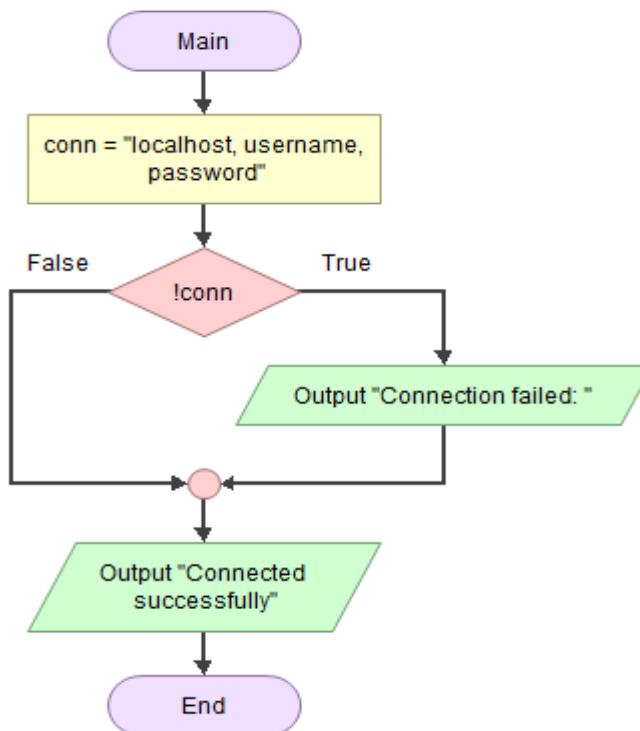 Main
conn = "localhost, username,
password"
False
True
!conn
Output "Connection failed: "
Output "Connected
successfully"
End